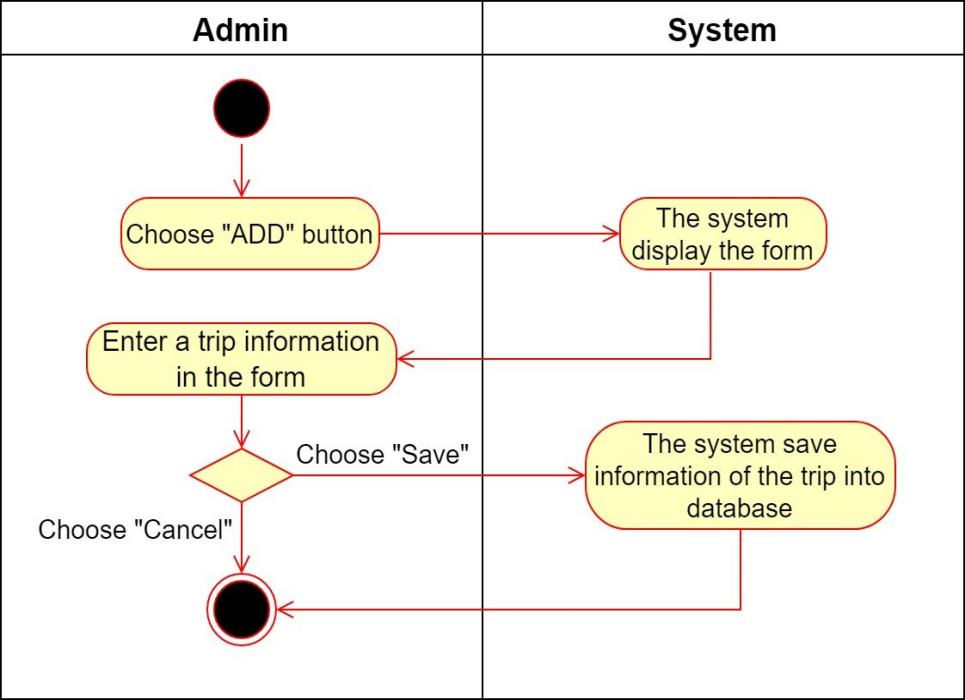 Admin
System
Choose "ADD" button
The system
display the form
Enter a trip information
in the form
Choose "Save"
The system save
information of the trip into
database
Choose "Cancel"